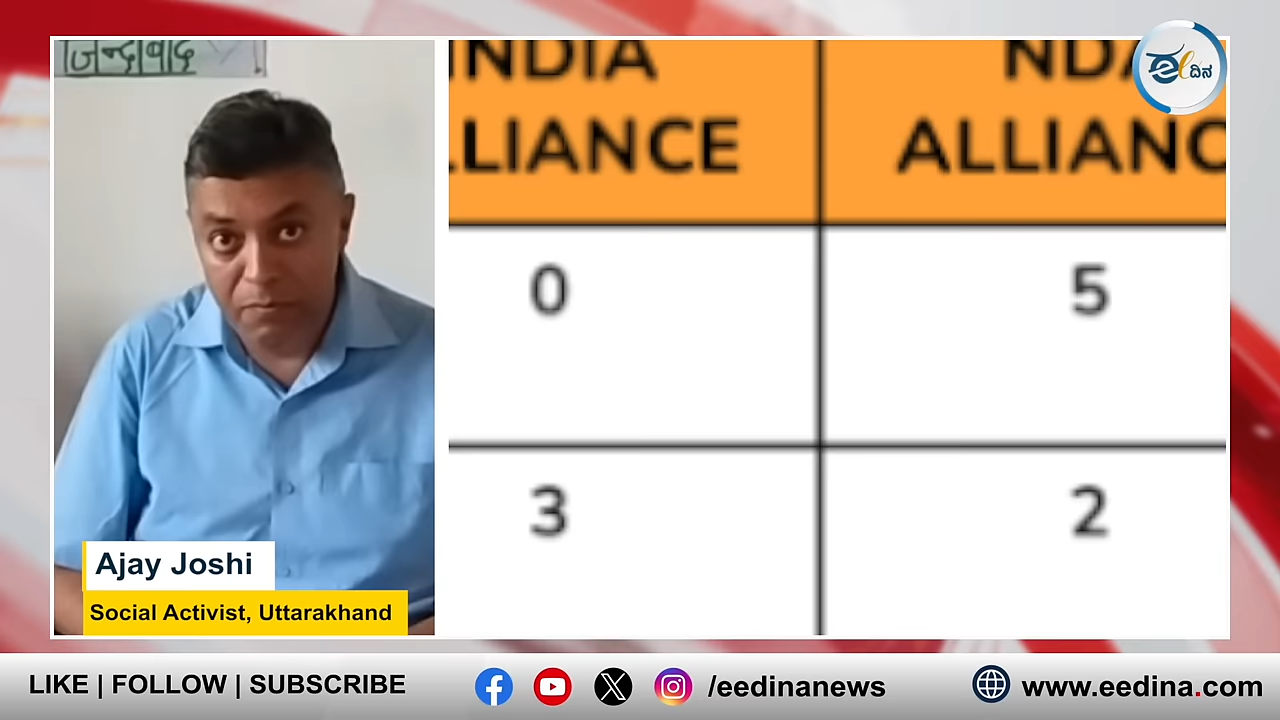 जिन्दाबाद
INDIA
LLIANCE
NDA
ALLIANC
0
5
3
2
ಈ ದಿನ
Ajay Joshi
Social Activist, Uttarakhand
LIKE | FOLLOW | SUBSCRIBE
/eedinanews
www.eedina.com